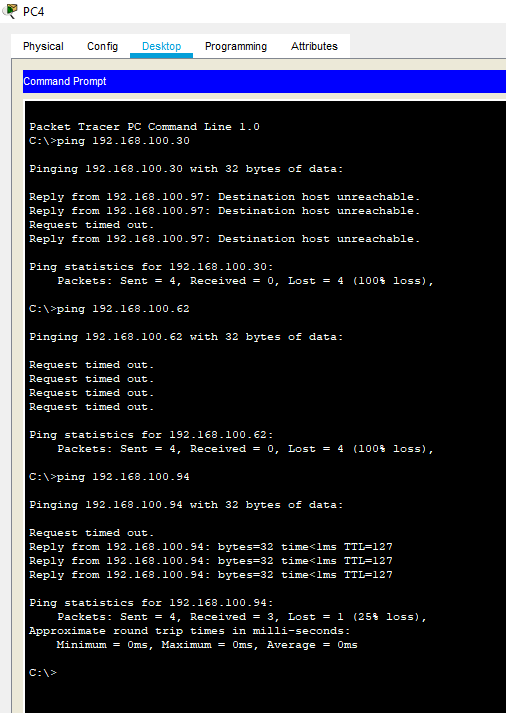 PC4
Physical Config Desktop Programming Attributes
Command Prompt
Packet Tracer PC Command Line 1.0
C:\>ping 192.168.100.30
Pinging 192.168.100.30 with 32 bytes of data:
Reply from 192.168.100.97: Destination host unreachable.
Reply from 192.168.100.97: Destination host unreachable.
Request timed out.
Reply from 192.168.100.97: Destination host unreachable.
Ping statistics for 192.168.100.30:
Packets: Sent = 4, Received = 0, Lost = 4 (100% loss),
C:\>ping 192.168.100.62
Pinging 192.168.100.62 with 32 bytes of data:
Request timed out.
Request timed out.
Request timed out.
Request timed out.
Ping statistics for 192.168.100.62:
Packets: Sent = 4, Received = 0, Lost = 4 (100% loss),
C:\>ping 192.168.100.94
Pinging 192.168.100.94 with 32 bytes of data:
Request timed out.
Reply from 192.168.100.94: bytes=32 time<1ms TTL=127
Reply from 192.168.100.94: bytes=32 time<1ms TTL=127
Reply from 192.168.100.94: bytes=32 time<1ms TTL=127
Ping statistics for 192.168.100.94:
Packets: Sent = 4, Received = 3, Lost = 1 (25% loss),
Approximate round trip times in milli-seconds:
Minimum = 0ms, Maximum = 0ms, Average = 0ms
C:\>